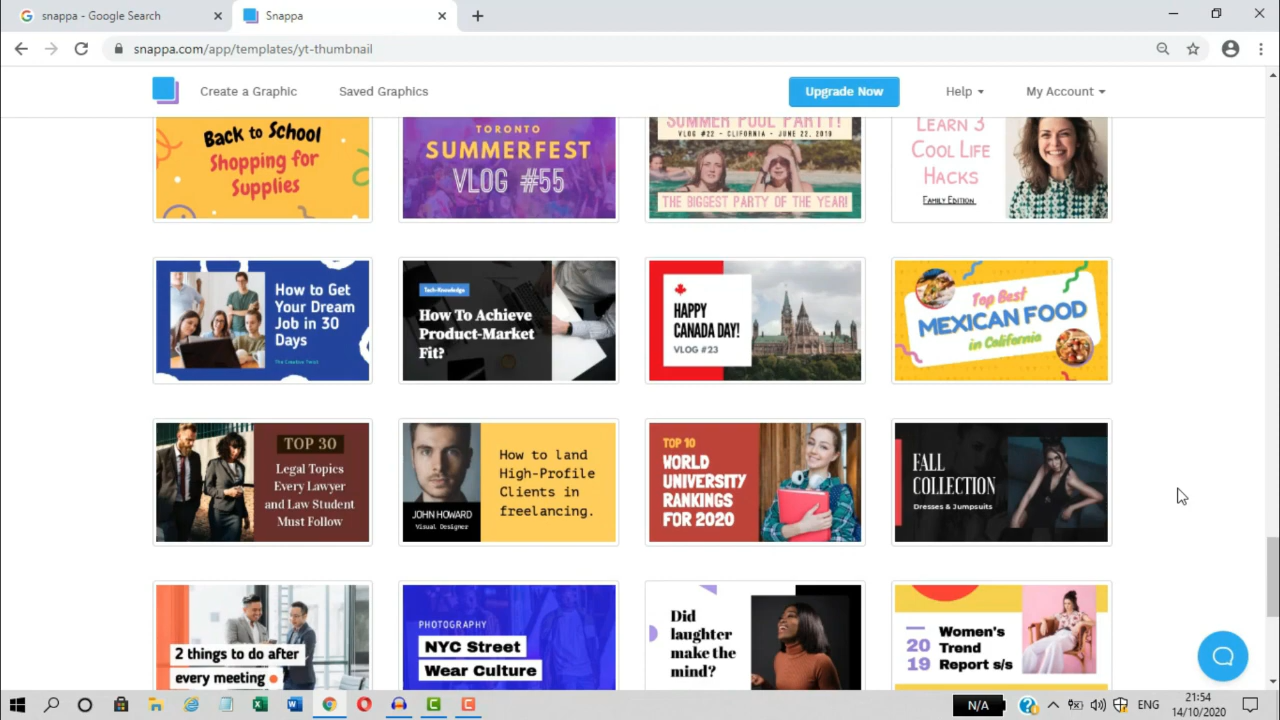 snappa - Google Search
Snappa
snappa.com/app/templates/yt-thumbnail
Create a Graphic
Saved Graphics
Upgrade Now
Help
My Account
BACK to SCHOOL
Shopping for
Supplies
TORONTO
SUMMERFEST
VLOG #55
SUMMER POOL PARTY!
VLOG #22 - CLIFORNIA - JUNE 22, 2019
THE BIGGEST PARTY OF THE YEAR!
LEARN 3
COOL LIFE
HACKS
FAMILY EDITION
How to Get
Your Dream
Job in 30
Days
Tech-Knowledge
How To Achieve
Product-Market
Fit?
HAPPY
CANADA DAY!
VLOG #23
Top Best
MEXICAN FOOD
in California
TOP 30
Legal Topics
Every Lawyer
and Law Student
Must Follow
JOHN HOWARD
Visual Designer
How to land
High-Profile
Clients in
freelancing.
TOP 10
WORLD
UNIVERSITY
RANKINGS
FOR 2020
FALL
COLLECTION
Dresses & Jumpsuits
2 things to do after
every meeting
PHOTOGRAPHY
NYC Street
Wear Culture
Did
laughter
make the
mind?
20
19
Women's
Trend
Report s/s
N/A
ENG
21:54
14/10/2020